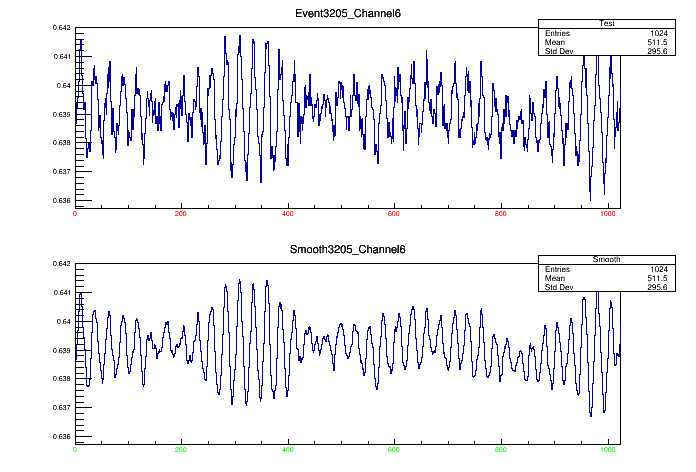 Event3205_Channel6
Test
Entries 1024
Mean 511.5
Std Dev 295.6
0.642
0.641
0.64
0.639
0.638
0.637
0.636
0 200 400 600 800 1000
Smooth3205_Channel6
Smooth
Entries 1024
Mean 511.5
Std Dev 295.6
0.642
0.641
0.64
0.639
0.638
0.637
0.636
0 200 400 600 800 1000